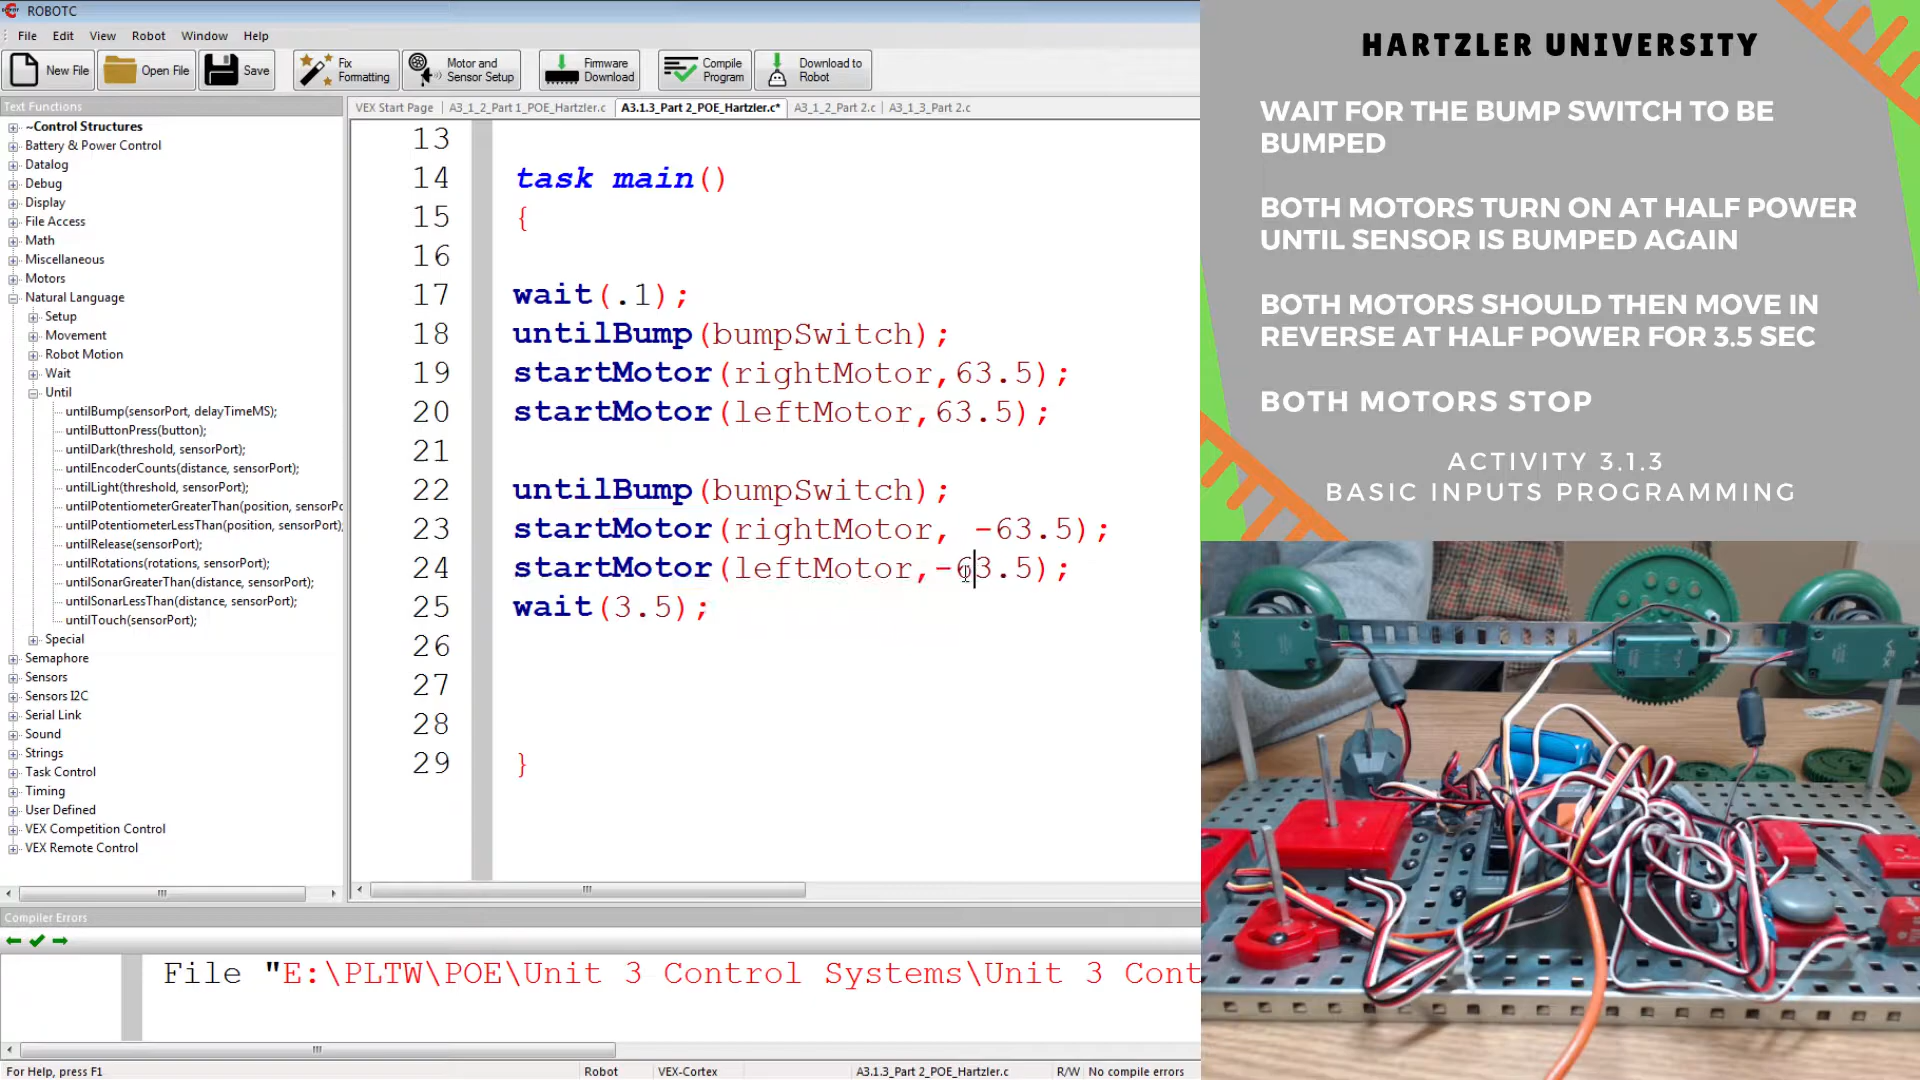 ROBOTC
File Edit View Robot Window Help
New File Open File Save Fix Formatting Motor and Sensor Setup Firmware Download Compile Program Download to Robot
Text Functions
VEX Start Page A3_1_2_Part 1_POE_Hartzler.c A3.1.3_Part 2_POE_Hartzler.c* A3_1_2_Part 2.c A3_1_3_Part 2.c
~Control Structures
Battery & Power Control
Datalog
Debug
Display
File Access
Math
Miscellaneous
Motors
Natural Language
Setup
Movement
Robot Motion
Wait
Until
untilBump(sensorPort, delayTimeMS);
untilButtonPress(button);
untilDark(threshold, sensorPort);
untilEncoderCounts(distance, sensorPort);
untilLight(threshold, sensorPort);
untilPotentiometerGreaterThan(position, sensorPo
untilPotentiometerLessThan(position, sensorPort);
untilRelease(sensorPort);
untilRotations(rotations, sensorPort);
untilSonarGreaterThan(distance, sensorPort);
untilSonarLessThan(distance, sensorPort);
untilTouch(sensorPort);
Special
Semaphore
Sensors
Sensors I2C
Serial Link
Sound
Strings
Task Control
Timing
User Defined
VEX Competition Control
VEX Remote Control
13
14 task main()
15 {
16
17 wait(.1);
18 untilBump(bumpSwitch);
19 startMotor(rightMotor,63.5);
20 startMotor(leftMotor,63.5);
21
22 untilBump(bumpSwitch);
23 startMotor(rightMotor, -63.5);
24 startMotor(leftMotor,-63.5);
25 wait(3.5);
26
27
28
29 }
Compiler Errors
File "E:\PLTW\POE\Unit 3 Control Systems\Unit 3 Cont
For Help, press F1 Robot VEX-Cortex A3.1.3_Part 2_POE_Hartzler.c R/W No compile errors
HARTZLER UNIVERSITY
WAIT FOR THE BUMP SWITCH TO BE
BUMPED
BOTH MOTORS TURN ON AT HALF POWER
UNTIL SENSOR IS BUMPED AGAIN
BOTH MOTORS SHOULD THEN MOVE IN
REVERSE AT HALF POWER FOR 3.5 SEC
BOTH MOTORS STOP
ACTIVITY 3.1.3
BASIC INPUTS PROGRAMMING
VEX